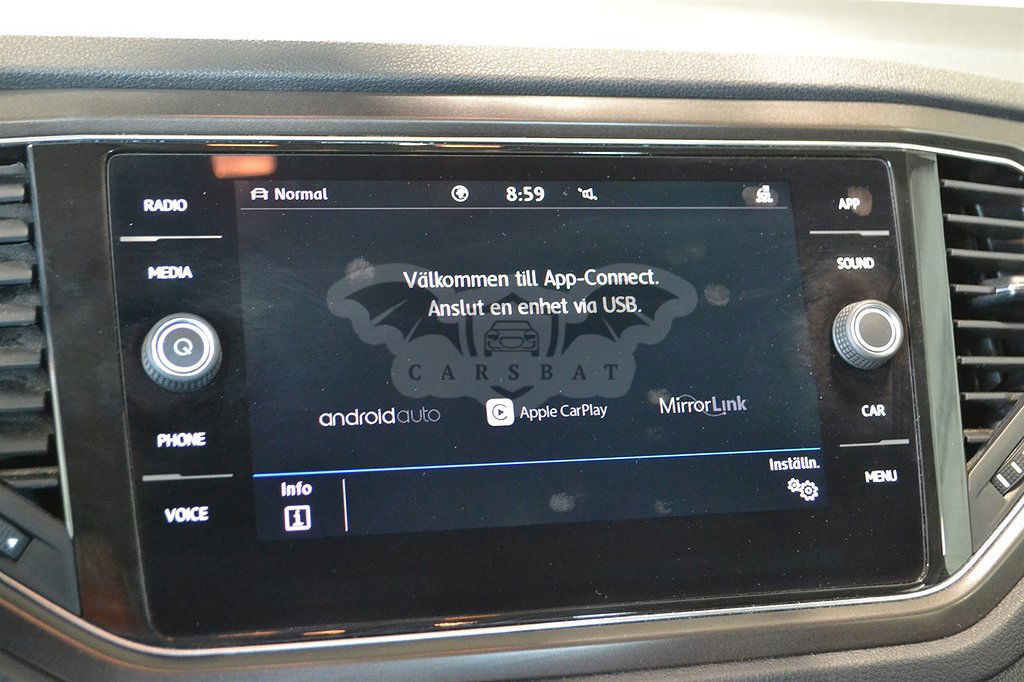 RADIO
MEDIA
PHONE
VOICE
Normal
8:59
Välkommen till App-Connect.
Anslut en enhet via USB.
CARSBAT
androidauto
Apple CarPlay
MirrorLink
Info
Inställn.
APP
SOUND
CAR
MENU